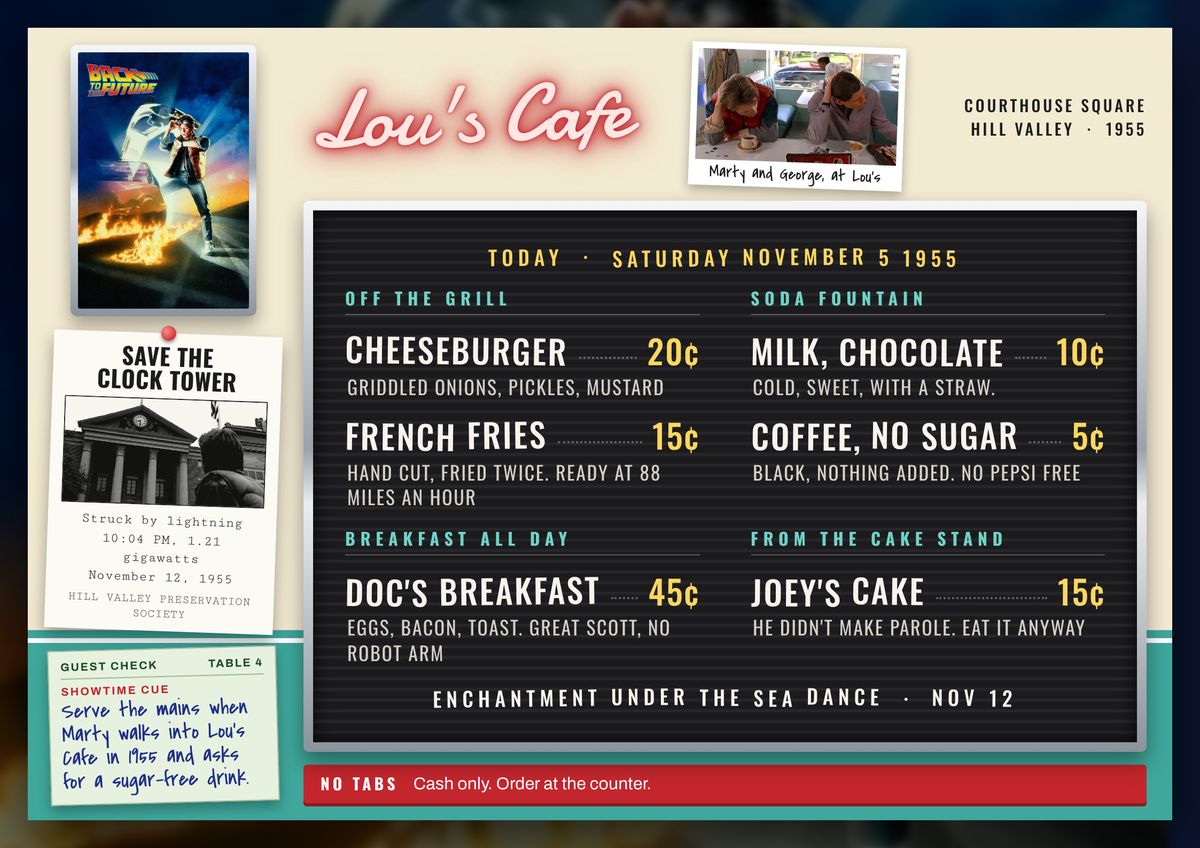 BACK
TO THE
FUTURE
Lou's Cafe
Marty and George, at Lou's
COURTHOUSE SQUARE
HILL VALLEY · 1955
SAVE THE
CLOCK TOWER
Struck by lightning
10:04 PM, 1.21
gigawatts
November 12, 1955
HILL VALLEY PRESERVATION
SOCIETY
GUEST CHECK TABLE 4
SHOWTIME CUE
Serve the mains when
Marty walks into Lou's
Cafe in 1955 and asks
for a sugar-free drink.
TODAY · SATURDAY NOVEMBER 5 1955
OFF THE GRILL
CHEESEBURGER 20¢
GRIDDLED ONIONS, PICKLES, MUSTARD
FRENCH FRIES 15¢
HAND CUT, FRIED TWICE. READY AT 88
MILES AN HOUR
SODA FOUNTAIN
MILK, CHOCOLATE 10¢
COLD, SWEET, WITH A STRAW.
COFFEE, NO SUGAR 5¢
BLACK, NOTHING ADDED. NO PEPSI FREE
BREAKFAST ALL DAY
DOC'S BREAKFAST 45¢
EGGS, BACON, TOAST. GREAT SCOTT, NO
ROBOT ARM
FROM THE CAKE STAND
JOEY'S CAKE 15¢
HE DIDN'T MAKE PAROLE. EAT IT ANYWAY
ENCHANTMENT UNDER THE SEA DANCE · NOV 12
NO TABS Cash only. Order at the counter.